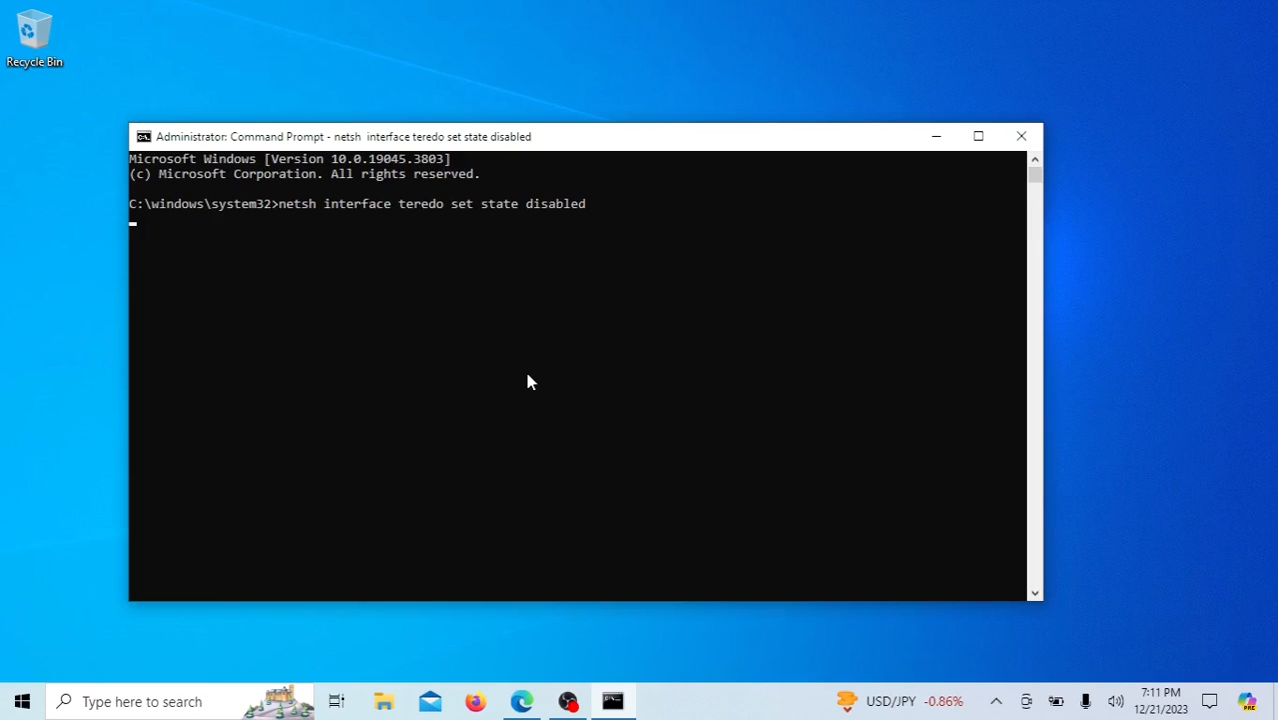 Recycle Bin
Administrator: Command Prompt - netsh  interface teredo set state disabled
Microsoft Windows [Version 10.0.19045.3803]
(c) Microsoft Corporation. All rights reserved.
C:\windows\system32>netsh interface teredo set state disabled
Type here to search
USD/JPY -0.86%
7:11 PM
12/21/2023
PRE